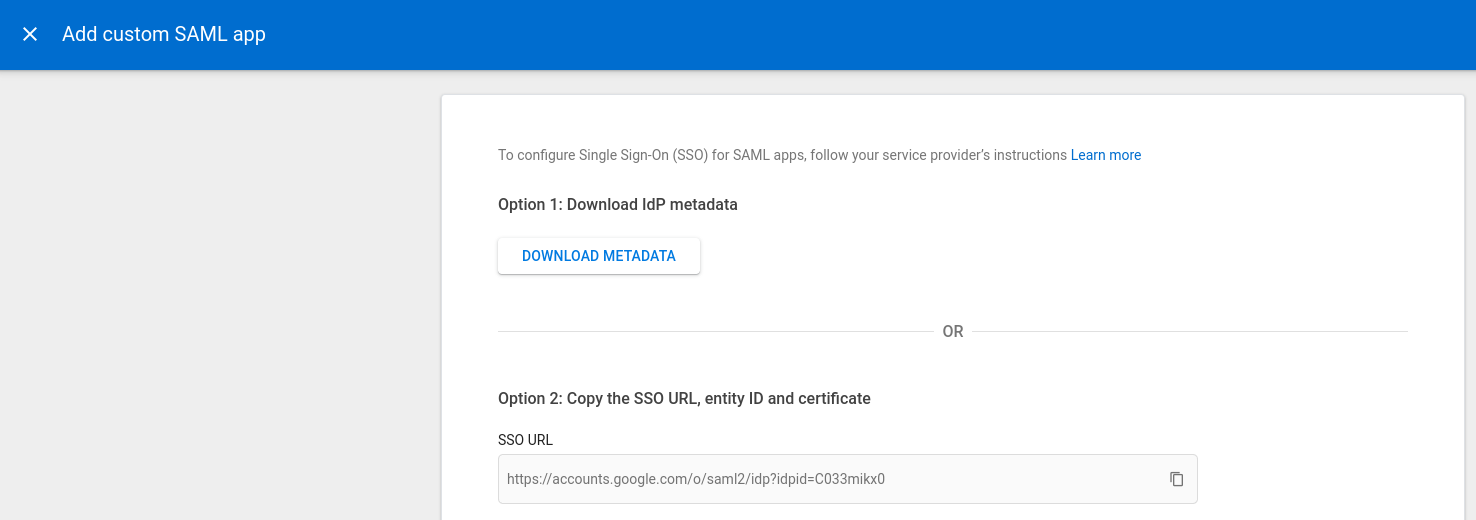 Add custom SAML app
To configure Single Sign-On (SSO) for SAML apps, follow your service provider's instructions Learn more
Option 1: Download IdP metadata
DOWNLOAD METADATA
OR
Option 2: Copy the SSO URL, entity ID and certificate
SSO URL
https://accounts.google.com/o/saml2/idp?idpid=C033mikx0